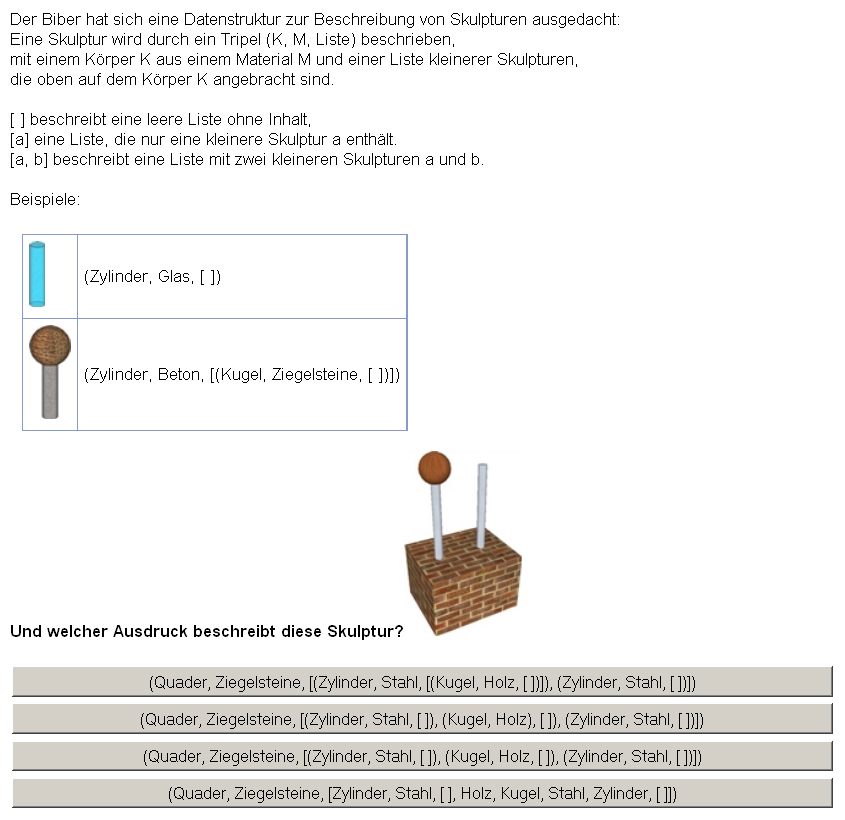 Der Biber hat sich eine Datenstruktur zur Beschreibung von Skulpturen ausgedacht:
Eine Skulptur wird durch ein Tripel (K, M, Liste) beschrieben,
mit einem Körper K aus einem Material M und einer Liste kleinerer Skulpturen,
die oben auf dem Körper K angebracht sind.
[ ] beschreibt eine leere Liste ohne Inhalt,
[a] eine Liste, die nur eine kleinere Skulptur a enthält.
[a, b] beschreibt eine Liste mit zwei kleineren Skulpturen a und b.
Beispiele:
(Zylinder, Glas, [ ])
(Zylinder, Beton, [(Kugel, Ziegelsteine, [ ])])
Und welcher Ausdruck beschreibt diese Skulptur?
(Quader, Ziegelsteine, [(Zylinder, Stahl, [(Kugel, Holz, [ ])]), (Zylinder, Stahl, [ ])])
(Quader, Ziegelsteine, [(Zylinder, Stahl, [ ]), (Kugel, Holz), [ ]), (Zylinder, Stahl, [ ])])
(Quader, Ziegelsteine, [(Zylinder, Stahl, [ ]), (Kugel, Holz, [ ]), (Zylinder, Stahl, [ ])])
(Quader, Ziegelsteine, [Zylinder, Stahl, [ ], Holz, Kugel, Stahl, Zylinder, [ ]])